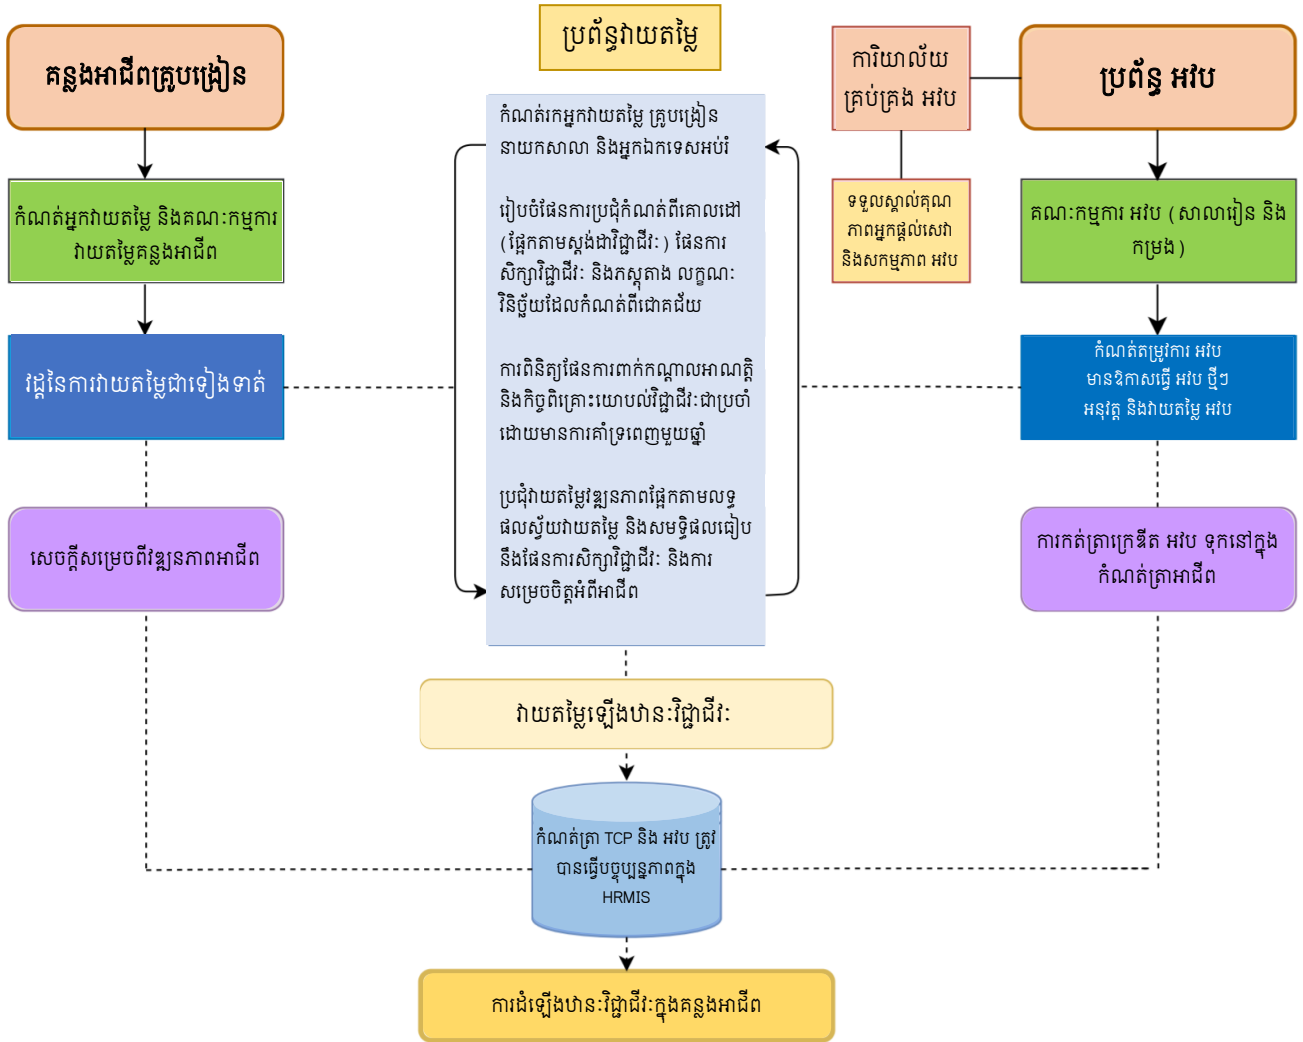 គន្លងអាជីពគ្រូបង្រៀន
កំណត់អ្នកវាយតម្លៃ និងគណៈកម្មការ
វាយតម្លៃគន្លងអាជីព
វដ្តនៃការវាយតម្លៃជាទៀងទាត់
សេចក្តីសម្រេចពីវឌ្ឍនភាពអាជីព
ប្រព័ន្ធវាយតម្លៃ
កំណត់រកអ្នកវាយតម្លៃ គ្រូបង្រៀន
នាយកសាលា និងអ្នកឯកទេសអប់រំ
រៀបចំផែនការប្រជុំកំណត់ពីគោលដៅ
(ផ្អែកតាមស្តង់ដាវិជ្ជាជីវៈ) ផែនការ
សិក្សាវិជ្ជាជីវៈ និងភស្តុតាង លក្ខណៈ
វិនិច្ឆ័យដែលកំណត់ពីជោគជ័យ
ការពិនិត្យផែនការពាក់កណ្តាលអាណត្តិ
និងកិច្ចពិគ្រោះយោបល់វិជ្ជាជីវៈជាប្រចាំ
ដោយមានការគាំទ្រពេញមួយឆ្នាំ
ប្រជុំវាយតម្លៃវឌ្ឍនភាពផ្អែកតាមលទ្ធ
ផលស្វ័យវាយតម្លៃ និងសមទ្ធិផលធៀប
នឹងផែនការសិក្សាវិជ្ជាជីវៈ និងការ
សម្រេចចិត្តអំពីអាជីព
ការិយាល័យ
គ្រប់គ្រង អវប
ទទួលស្គាល់គុណ
ភាពអ្នកផ្តល់សេវា
និងសកម្មភាព អវប
ប្រព័ន្ធ អវប
គណៈកម្មការ អវប (សាលារៀន និង
កម្រង)
កំណត់តម្រូវការ អវប
មានឱកាសធ្វើ អវប ថ្មីៗ
អនុវត្ត និងវាយតម្លៃ អវប
ការកត់ត្រាក្រេឌីត អវប ទុកនៅក្នុង
កំណត់ត្រាអាជីព
វាយតម្លៃឡើងឋានៈវិជ្ជាជីវៈ
កំណត់ត្រា TCP និង អវប ត្រូវ
បានធ្វើបច្ចុប្បន្នភាពក្នុង
HRMIS
ការដំឡើងឋានៈវិជ្ជាជីវៈក្នុងគន្លងអាជីព